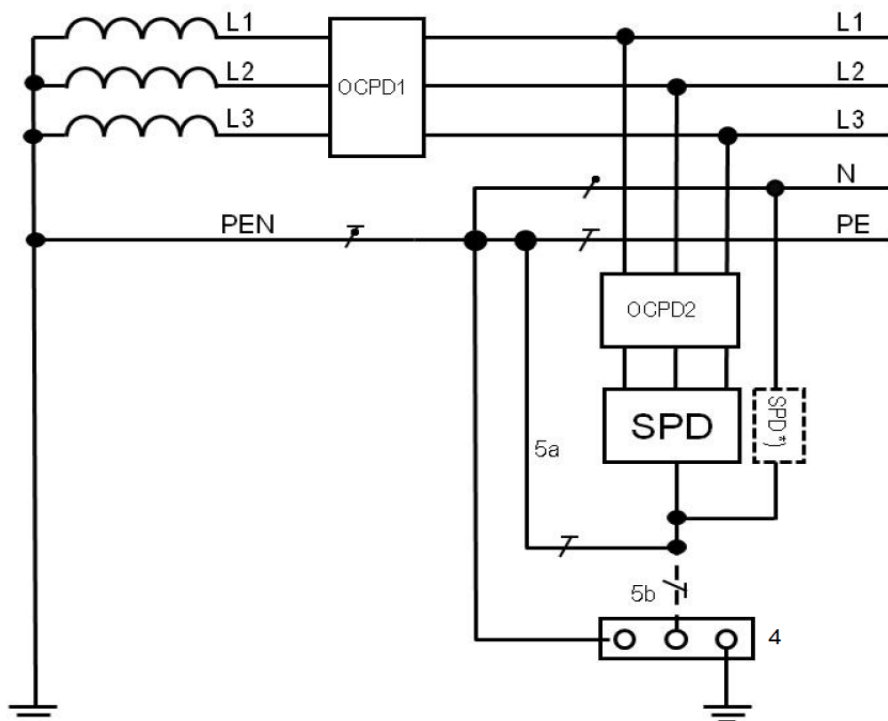 L1 L1
L2 L2
OCPD1
L3 L3
N
PEN PE
OCPD2
SPD
SPD*)
5a
5b
4